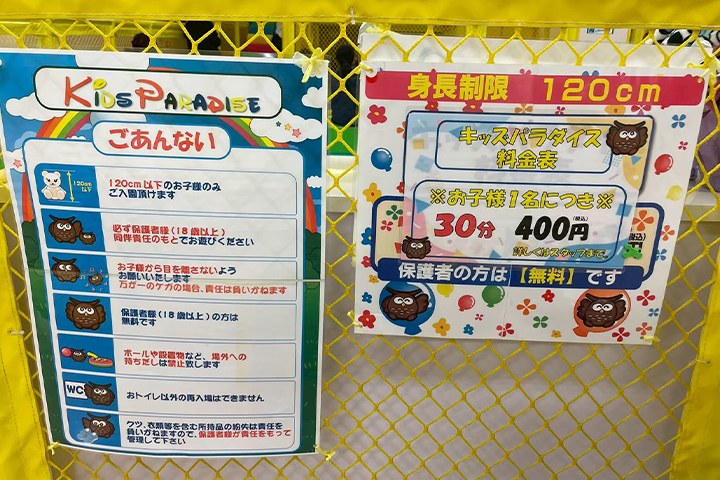 KIDS PARADISE
ごあんない
120cm
120cm以下のお子様のみ
ご入園頂けます
必ず保護者様(18歳以上)
同伴責任のもとでお遊びください
お子様から目を離さないよう
お願いいたします
万が一のケガの場合、責任は負いかねます
保護者様(18歳以上)の方は
無料です
ボールや設置物など、場外への
持ちだしは禁止致します
WC
おトイレ以外の再入場はできません
クツ、衣類等を含む所持品の紛失は責任を
負いかねますので、保護者様が責任をもって
管理して下さい
身長制限 120cm
キッズパラダイス
料金表
※お子様1名につき※
30分 400円
(税込)
詳しくはスタッフまで。
税込)
円
保護者の方は【無料】です